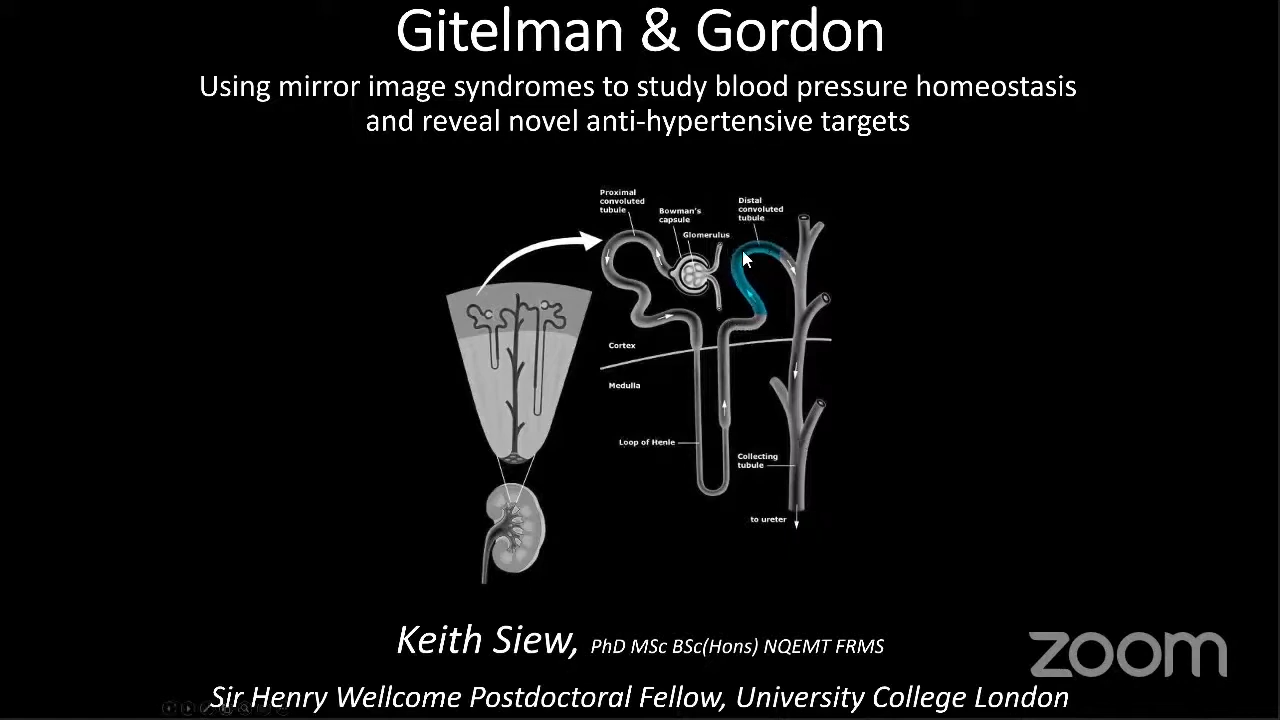 Gitelman & Gordon
Using mirror image syndromes to study blood pressure homeostasis
and reveal novel anti-hypertensive targets
Proximal
convoluted
tubule
Bowman's
capsule
Glomerulus
Distal
convoluted
tubule
Cortex
Medulla
Loop of Henle
Collecting
tubule
to ureter
Keith Siew, PhD MSc BSc(Hons) NQEMT FRMS
zoom
Sir Henry Wellcome Postdoctoral Fellow, University College London